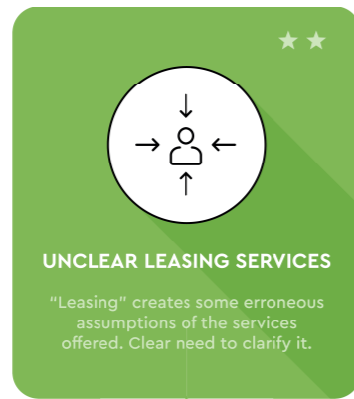 UNCLEAR LEASING SERVICES
“Leasing” creates some erroneous
assumptions of the services
offered. Clear need to clarify it.